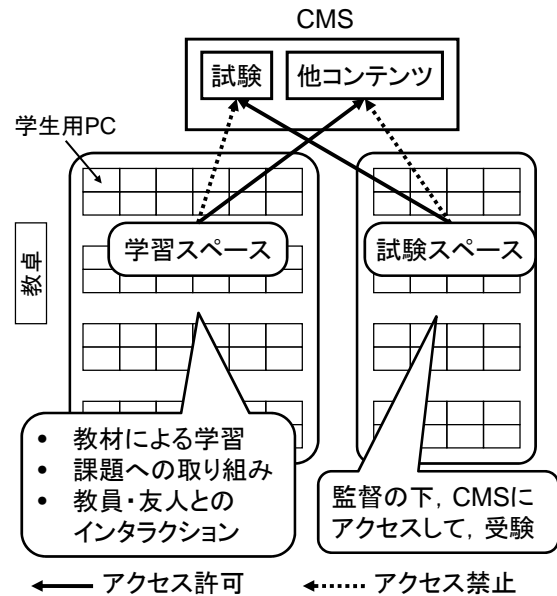 CMS
試験
他コンテンツ
学生用PC
教卓
学習スペース
試験スペース
• 教材による学習
• 課題への取り組み
• 教員・友人との
インタラクション
監督の下，CMSに
アクセスして，受験
アクセス許可
アクセス禁止